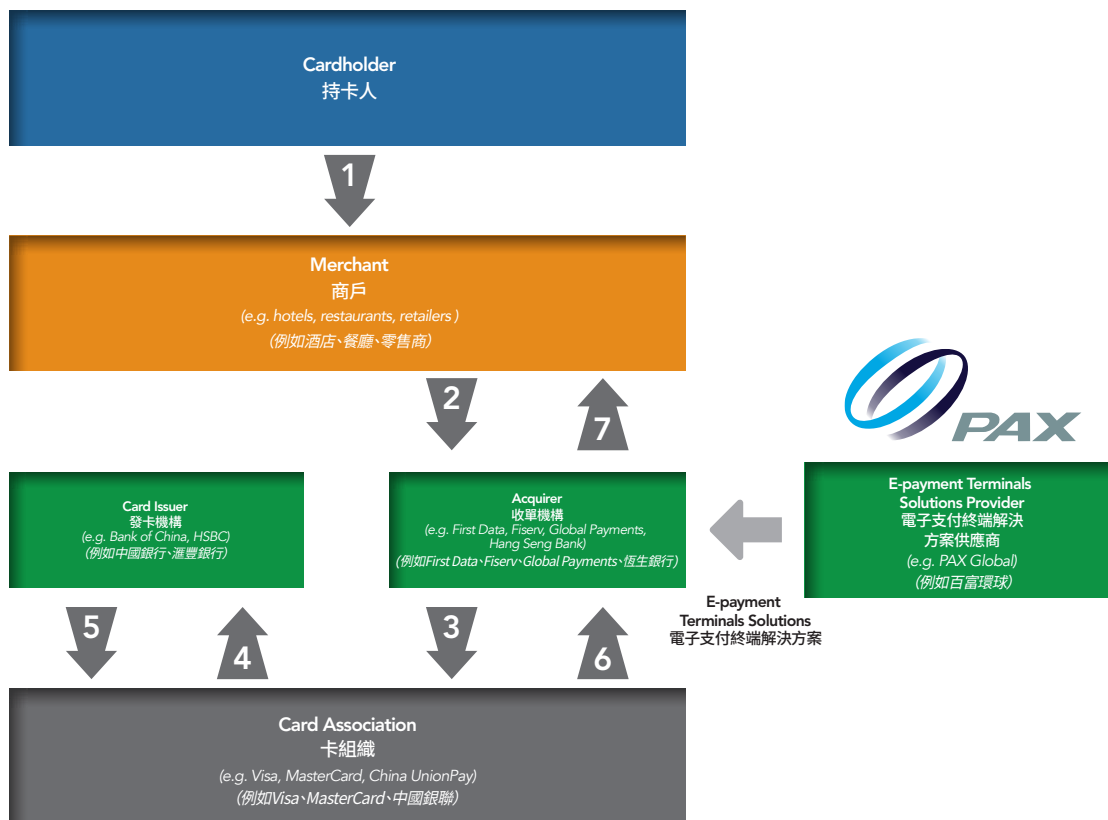 Cardholder
持卡人
1
Merchant
商戶
(e.g. hotels, restaurants, retailers )
(例如酒店、餐廳、零售商)
2
7
PAX
Card Issuer
發卡機構
(e.g. Bank of China, HSBC)
(例如中國銀行、滙豐銀行)
Acquirer
收單機構
(e.g. First Data, Fiserv, Global Payments,
Hang Seng Bank)
(例如First Data、Fiserv、Global Payments、恆生銀行)
E-payment Terminals
Solutions Provider
電子支付終端解決
方案供應商
(e.g. PAX Global)
(例如百富環球)
E-payment
Terminals Solutions
電子支付終端解決方案
5
4
3
6
Card Association
卡組織
(e.g. Visa, MasterCard, China UnionPay)
(例如Visa、MasterCard、中國銀聯)